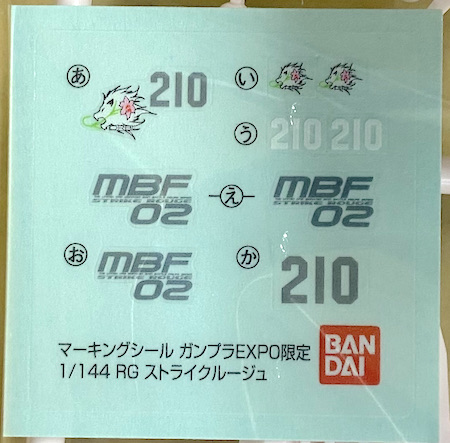 あ 210 い
う 210 210
MBF
STRIKE ROUGE
02
え
MBF
STRIKE ROUGE
02
お MBF
STRIKE ROUGE
02
か 210
マーキングシール ガンプラEXPO限定
1/144 RG ストライクルージュ
BAN
DAI